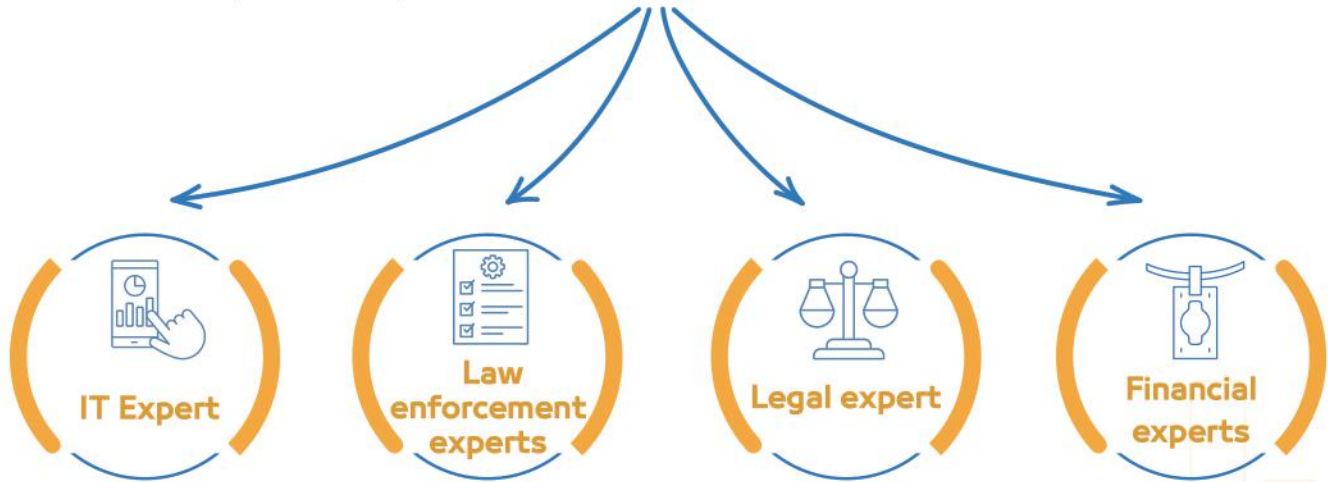 IT Expert
Law
enforcement
experts
Legal expert
Financial
experts